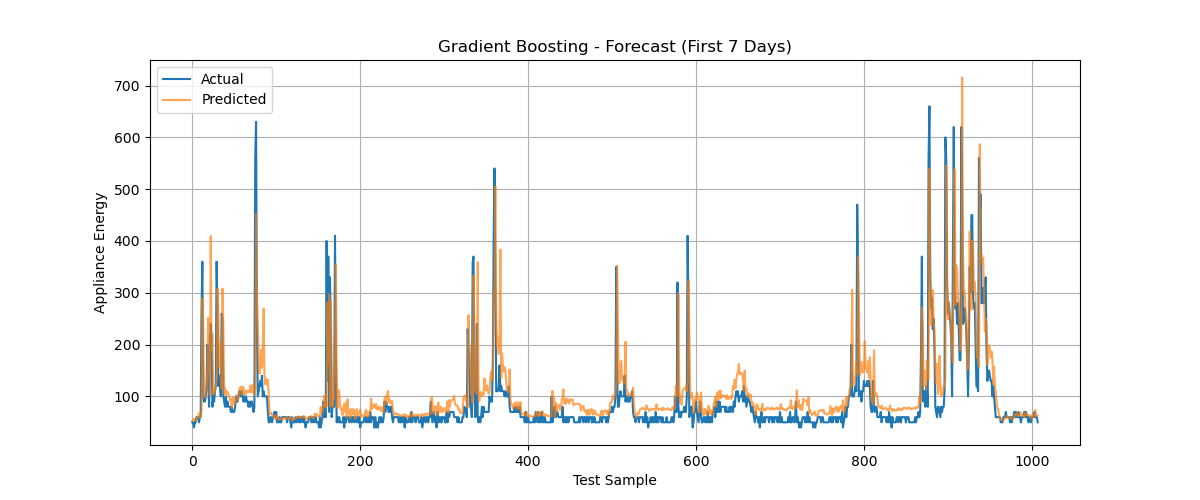 Gradient Boosting - Forecast (First 7 Days)
Actual
Predicted
Appliance Energy
700
600
500
400
300
200
100
0
200
400
600
800
1000
Test Sample